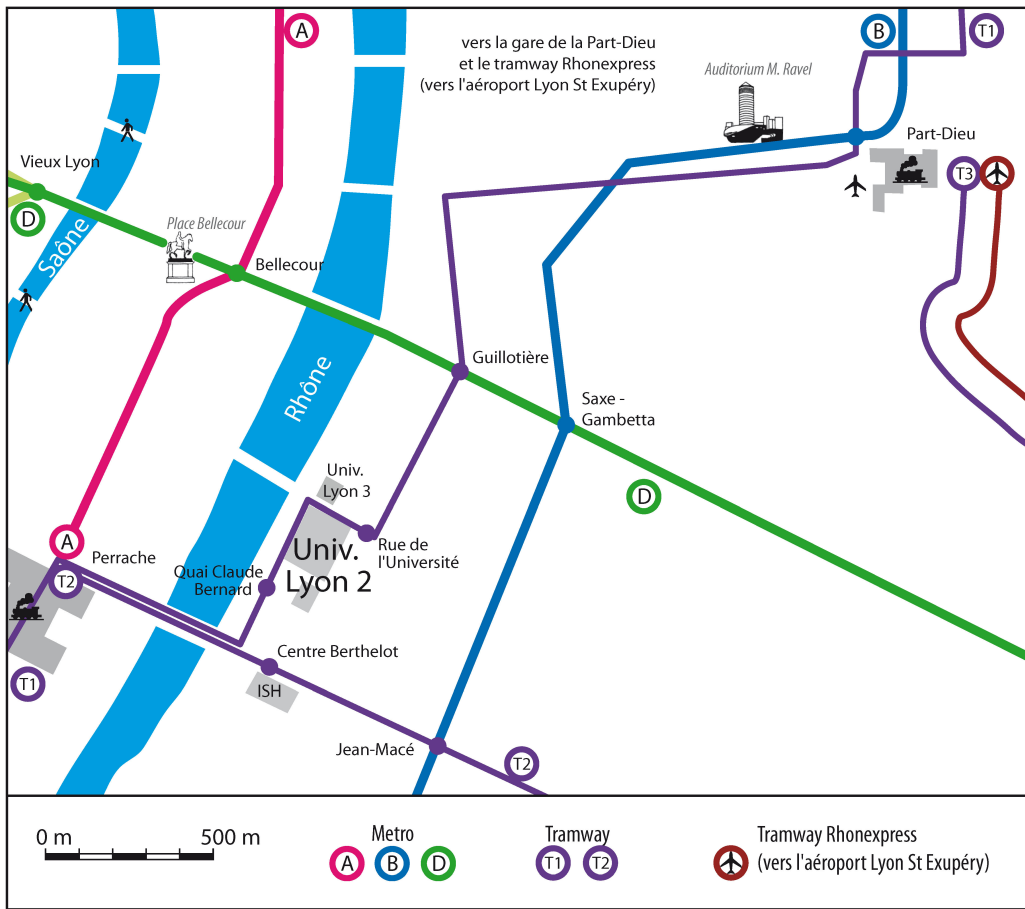 A
vers la gare de la Part-Dieu
et le tramway Rhonexpress
(vers l'aéroport Lyon St Exupéry)
B
T1
Auditorium M. Ravel
Part-Dieu
T3
Vieux Lyon
D
Saône
Place Bellecour
Bellecour
Rhône
Guillotière
Saxe -
Gambetta
D
Univ.
Lyon 3
A
Perrache
T2
Rue de
l'Université
Univ.
Lyon 2
Quai Claude
Bernard
Centre Berthelot
ISH
T1
Jean-Macé
T2
0 m
500 m
Metro
A
B
D
Tramway
T1
T2
Tramway Rhonexpress
(vers l'aéroport Lyon St Exupéry)